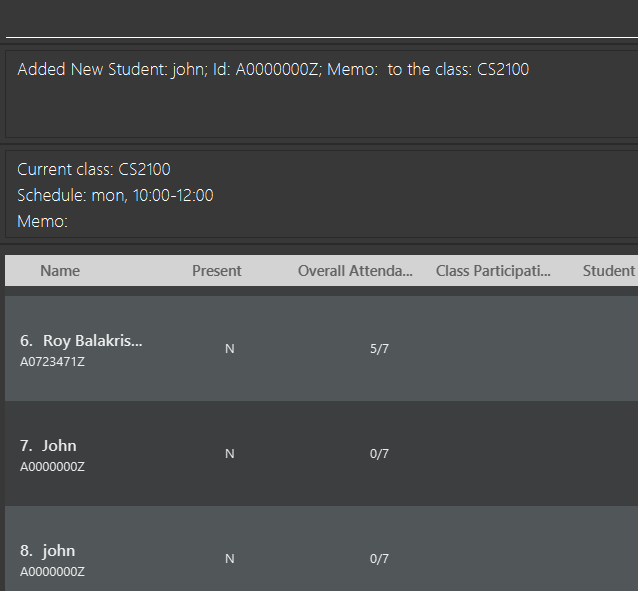 Added New Student: john; Id: A0000000Z; Memo:  to the class: CS2100
Current class: CS2100
Schedule: mon, 10:00-12:00
Memo:
Name Present Overall Attenda... Class Participati... Student
6. Roy Balakris...
A0723471Z
N 5/7
7. John
A0000000Z
N 0/7
8. john
A0000000Z
N 0/7